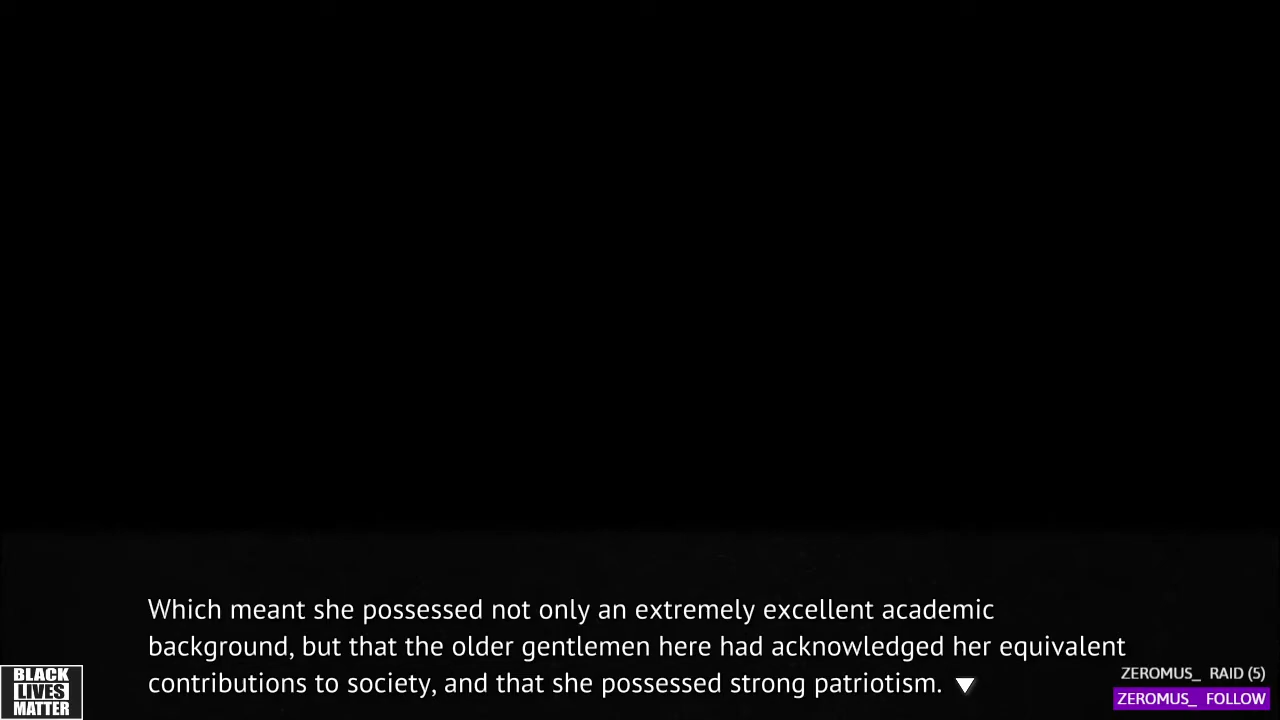 Which meant she possessed not only an extremely excellent academic
background, but that the older gentlemen here had acknowledged her equivalent
contributions to society, and that she possessed strong patriotism.
BLACK
LIVES
MATTER
ZEROMUS_ RAID (5)
ZEROMUS_ FOLLOW